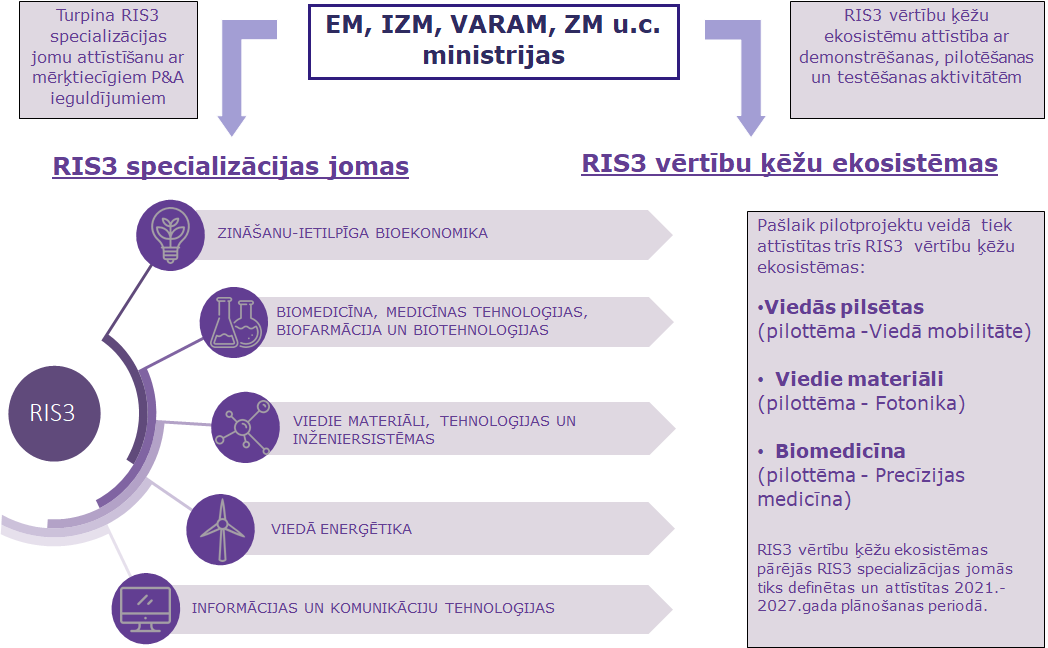 Turpina RIS3
specializācijas
jomu attīstīšanu ar
mērķtiecīgiem P&A
ieguldījumiem
EM, IZM, VARAM, ZM u.c.
ministrijas
RIS3 vērtību ķēžu
ekosistēmu attīstība ar
demonstrēšanas, pilotēšanas
un testēšanas aktivitātēm
RIS3 specializācijas jomas
RIS3 vērtību ķēžu ekosistēmas
RIS3
ZINĀŠANU-IETILPĪGA BIOEKONOMIKA
BIOMEDICĪNA, MEDICĪNAS TEHNOLOĢIJAS,
BIOFARMĀCIJA UN BIOTEHNOLOĢIJAS
VIEDIE MATERIĀLI, TEHNOLOĢIJAS UN
INŽENIERSISTĒMAS
VIEDĀ ENERĢĒTIKA
INFORMĀCIJAS UN KOMUNIKĀCIJU TEHNOLOĢIJAS
Pašlaik pilotprojektu veidā tiek
attīstītas trīs RIS3 vērtību ķēžu
ekosistēmas:
•Viedās pilsētas
(pilottēma -Viedā mobilitāte)
• Viedie materiāli
(pilottēma - Fotonika)
• Biomedicīna
(pilottēma - Precīzijas
medicīna)
RIS3 vērtību ķēžu ekosistēmas
pārējās RIS3 specializācijas jomās
tiks definētas un attīstītas 2021.-
2027.gada plānošanas periodā.